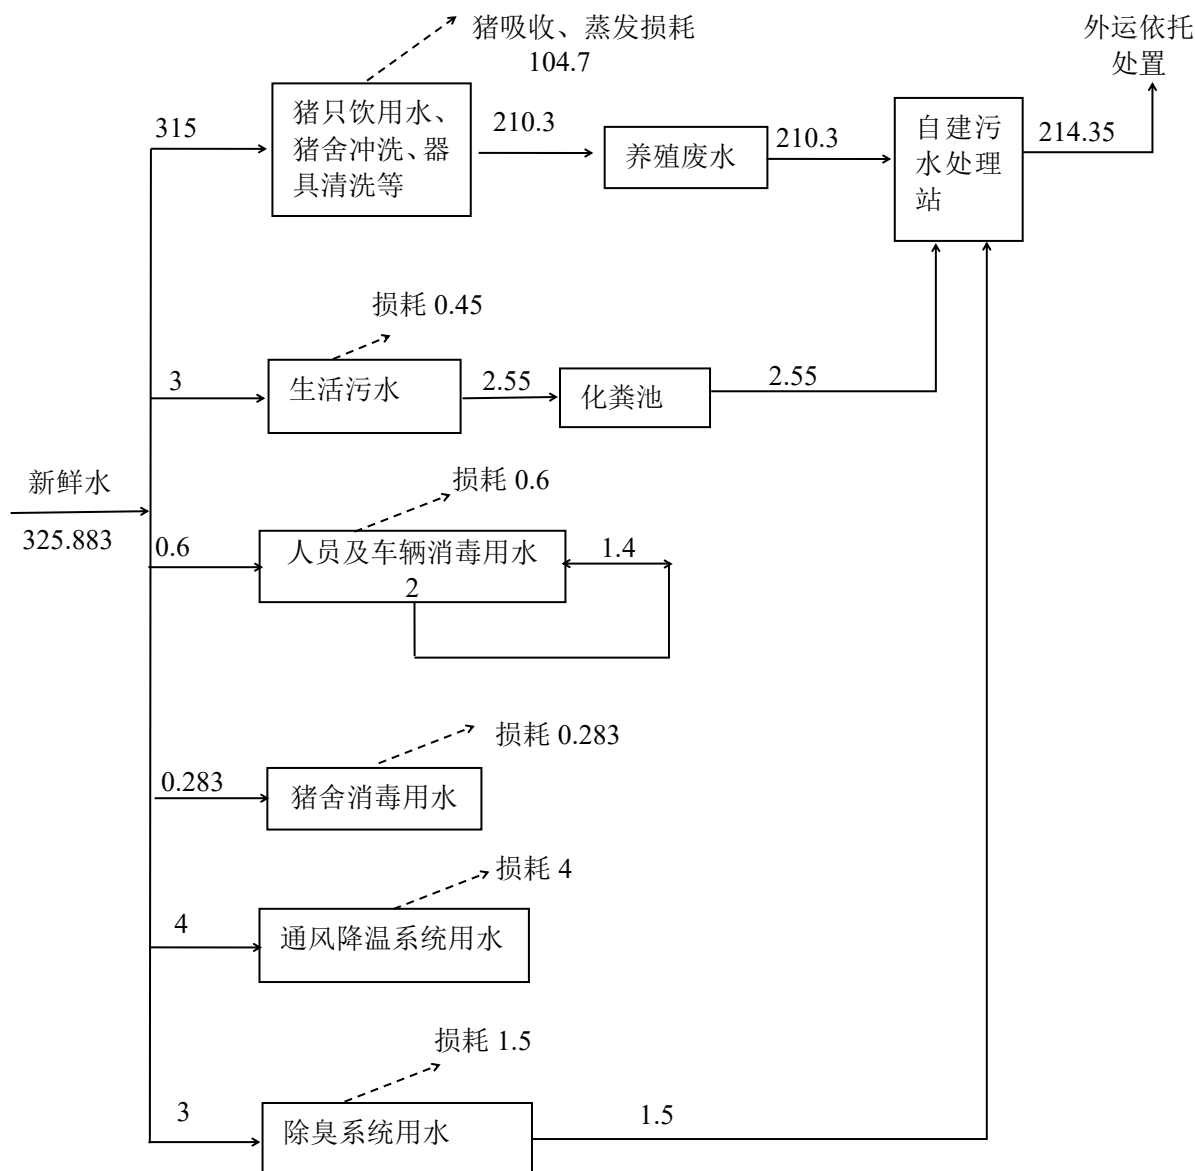 猪吸收、蒸发损耗
104.7
外运依托
处置
315
猪只饮用水、
猪舍冲洗、器
具清洗等
210.3
养殖废水
210.3
自建污
水处理
站
214.35
损耗 0.45
3
生活污水
2.55
化粪池
2.55
新鲜水
325.883
损耗 0.6
0.6
人员及车辆消毒用水
2
1.4
损耗 0.283
0.283
猪舍消毒用水
损耗 4
4
通风降温系统用水
损耗 1.5
3
除臭系统用水
1.5